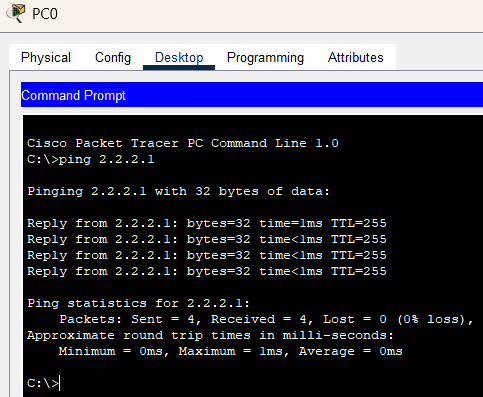 PC0
Physical Config Desktop Programming Attributes
Command Prompt
Cisco Packet Tracer PC Command Line 1.0
C:\>ping 2.2.2.1
Pinging 2.2.2.1 with 32 bytes of data:
Reply from 2.2.2.1: bytes=32 time=1ms TTL=255
Reply from 2.2.2.1: bytes=32 time<1ms TTL=255
Reply from 2.2.2.1: bytes=32 time<1ms TTL=255
Reply from 2.2.2.1: bytes=32 time<1ms TTL=255
Ping statistics for 2.2.2.1:
Packets: Sent = 4, Received = 4, Lost = 0 (0% loss),
Approximate round trip times in milli-seconds:
Minimum = 0ms, Maximum = 1ms, Average = 0ms
C:\>